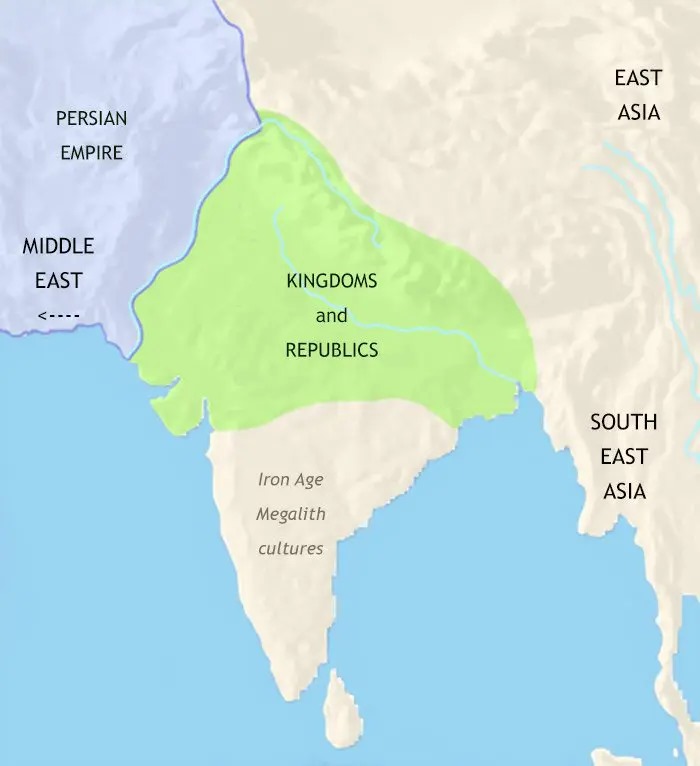 EAST
ASIA
PERSIAN
EMPIRE
MIDDLE
EAST
<----
KINGDOMS
and
REPUBLICS
SOUTH
EAST
ASIA
Iron Age
Megalith
cultures